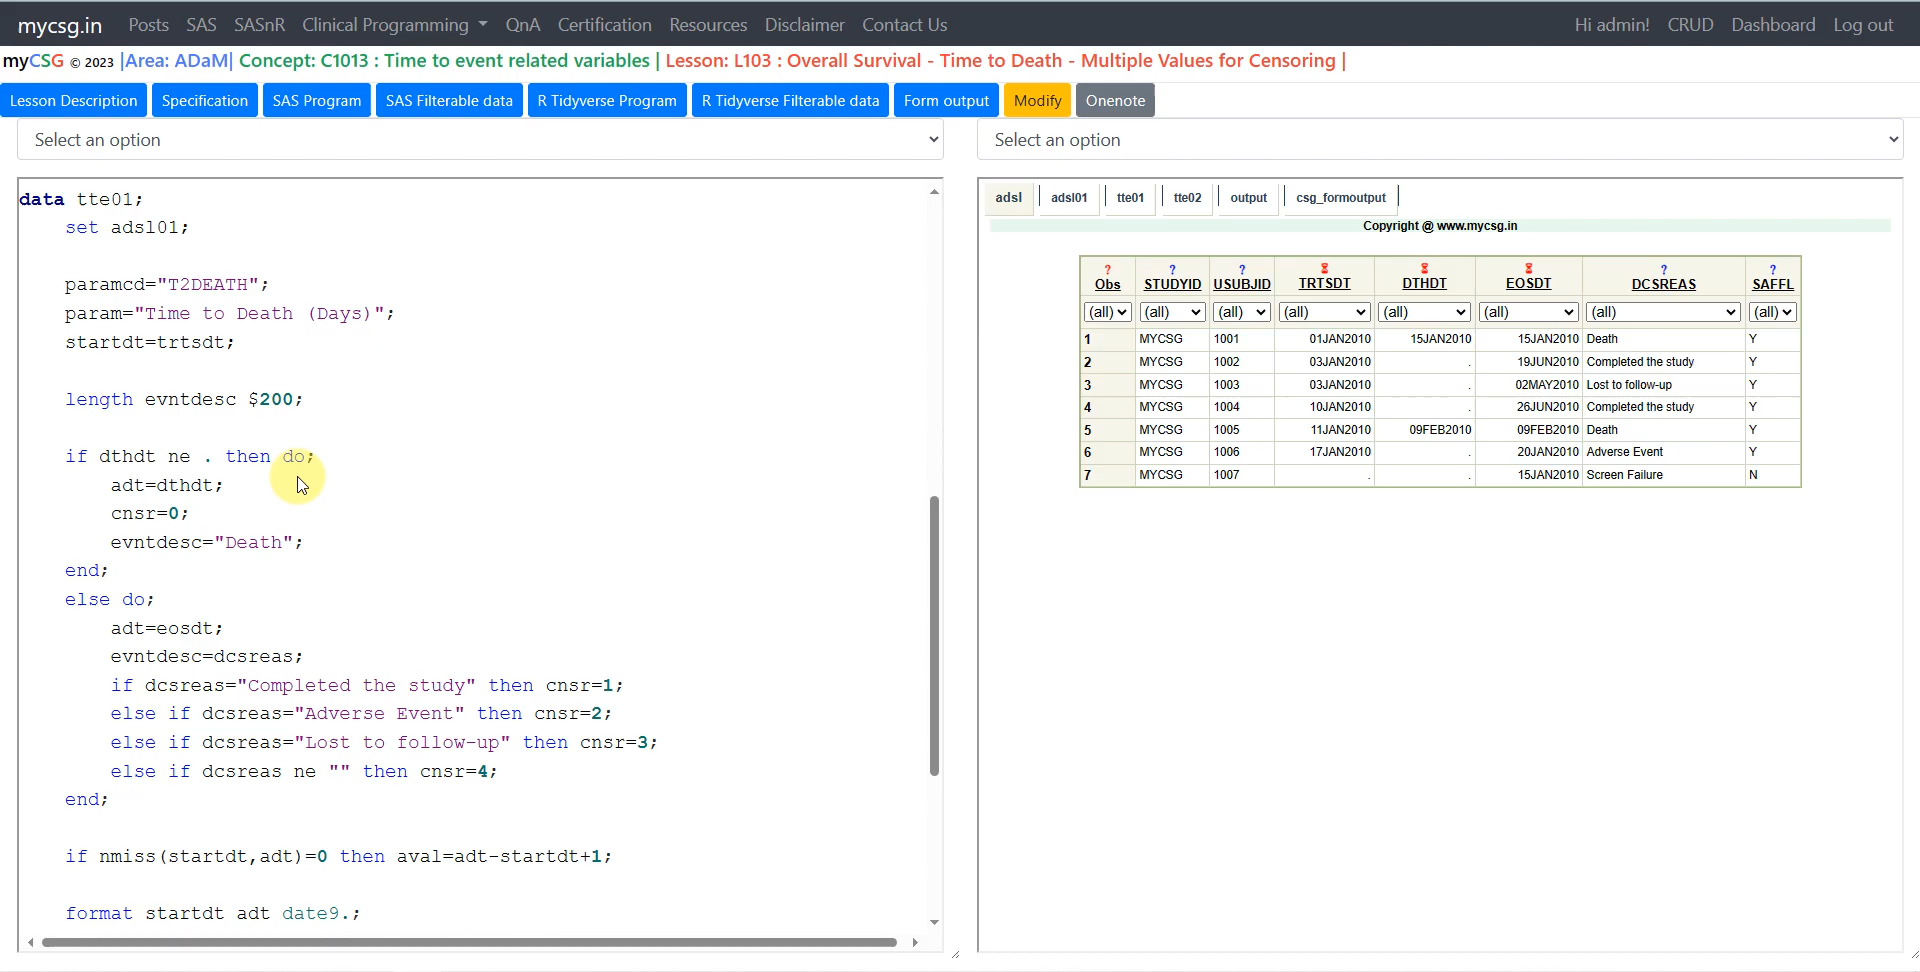 mycsg.in Posts SAS SASnR Clinical Programming QnA Certification Resources Disclaimer Contact Us Hi admin! CRUD Dashboard Log out
myCSG © 2023 |Area: ADaM| Concept: C1013 : Time to event related variables | Lesson: L103 : Overall Survival - Time to Death - Multiple Values for Censoring |
Lesson Description Specification SAS Program SAS Filterable data R Tidyverse Program R Tidyverse Filterable data Form output Modify Onenote
Select an option
data tte01;
set adsl01;
paramcd="T2DEATH";
param="Time to Death (Days)";
startdt=trtsdt;
length evntdesc $200;
if dthdt ne . then do;
adt=dthdt;
cnsr=0;
evntdesc="Death";
end;
else do;
adt=eosdt;
evntdesc=dcsreas;
if dcsreas="Completed the study" then cnsr=1;
else if dcsreas="Adverse Event" then cnsr=2;
else if dcsreas="Lost to follow-up" then cnsr=3;
else if dcsreas ne "" then cnsr=4;
end;
if nmiss(startdt,adt)=0 then aval=adt-startdt+1;
format startdt adt date9.;
Select an option
adsl adsl01 tte01 tte02 output csg_formoutput
Copyright @ www.mycsg.in
? ? ? ? ?
Obs STUDYID USUBJID TRTSDT DTHDT EOSDT DCSREAS SAFFL
(all) (all) (all) (all) (all) (all) (all) (all)
1 MYCSG 1001 01JAN2010 15JAN2010 15JAN2010 Death Y
2 MYCSG 1002 03JAN2010 . 19JUN2010 Completed the study Y
3 MYCSG 1003 03JAN2010 . 02MAY2010 Lost to follow-up Y
4 MYCSG 1004 10JAN2010 . 26JUN2010 Completed the study Y
5 MYCSG 1005 11JAN2010 09FEB2010 09FEB2010 Death Y
6 MYCSG 1006 17JAN2010 . 20JAN2010 Adverse Event Y
7 MYCSG 1007 . . 15JAN2010 Screen Failure N